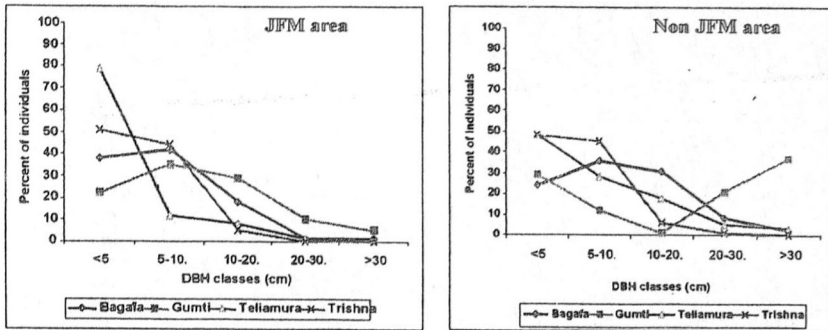 JFM area
Percent of individuals
100
90
80
70
60
50
40
30
20
10
0
<5 5-10. 10-20. 20-30. >30
DBH classes (cm)
Bagafa Gumti Teliamura Trishna
Non JFM area
Percent of individuals
100
90
80
70
60
50
40
30
20
10
0
<5 5-10. 10-20. 20-30. >30
DBH classes (cm)
Bagafa Gumti Teliamura Trishna